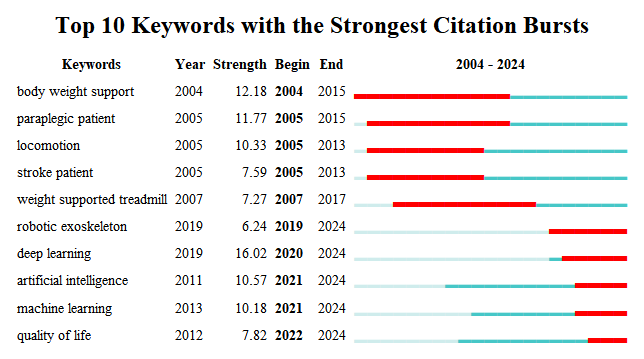 Top 10 Keywords with the Strongest Citation Bursts
Keywords Year Strength Begin End 2004 - 2024
body weight support 2004 12.18 2004 2015
paraplegic patient 2005 11.77 2005 2015
locomotion 2005 10.33 2005 2013
stroke patient 2005 7.59 2005 2013
weight supported treadmill 2007 7.27 2007 2017
robotic exoskeleton 2019 6.24 2019 2024
deep learning 2019 16.02 2020 2024
artificial intelligence 2011 10.57 2021 2024
machine learning 2013 10.18 2021 2024
quality of life 2012 7.82 2022 2024